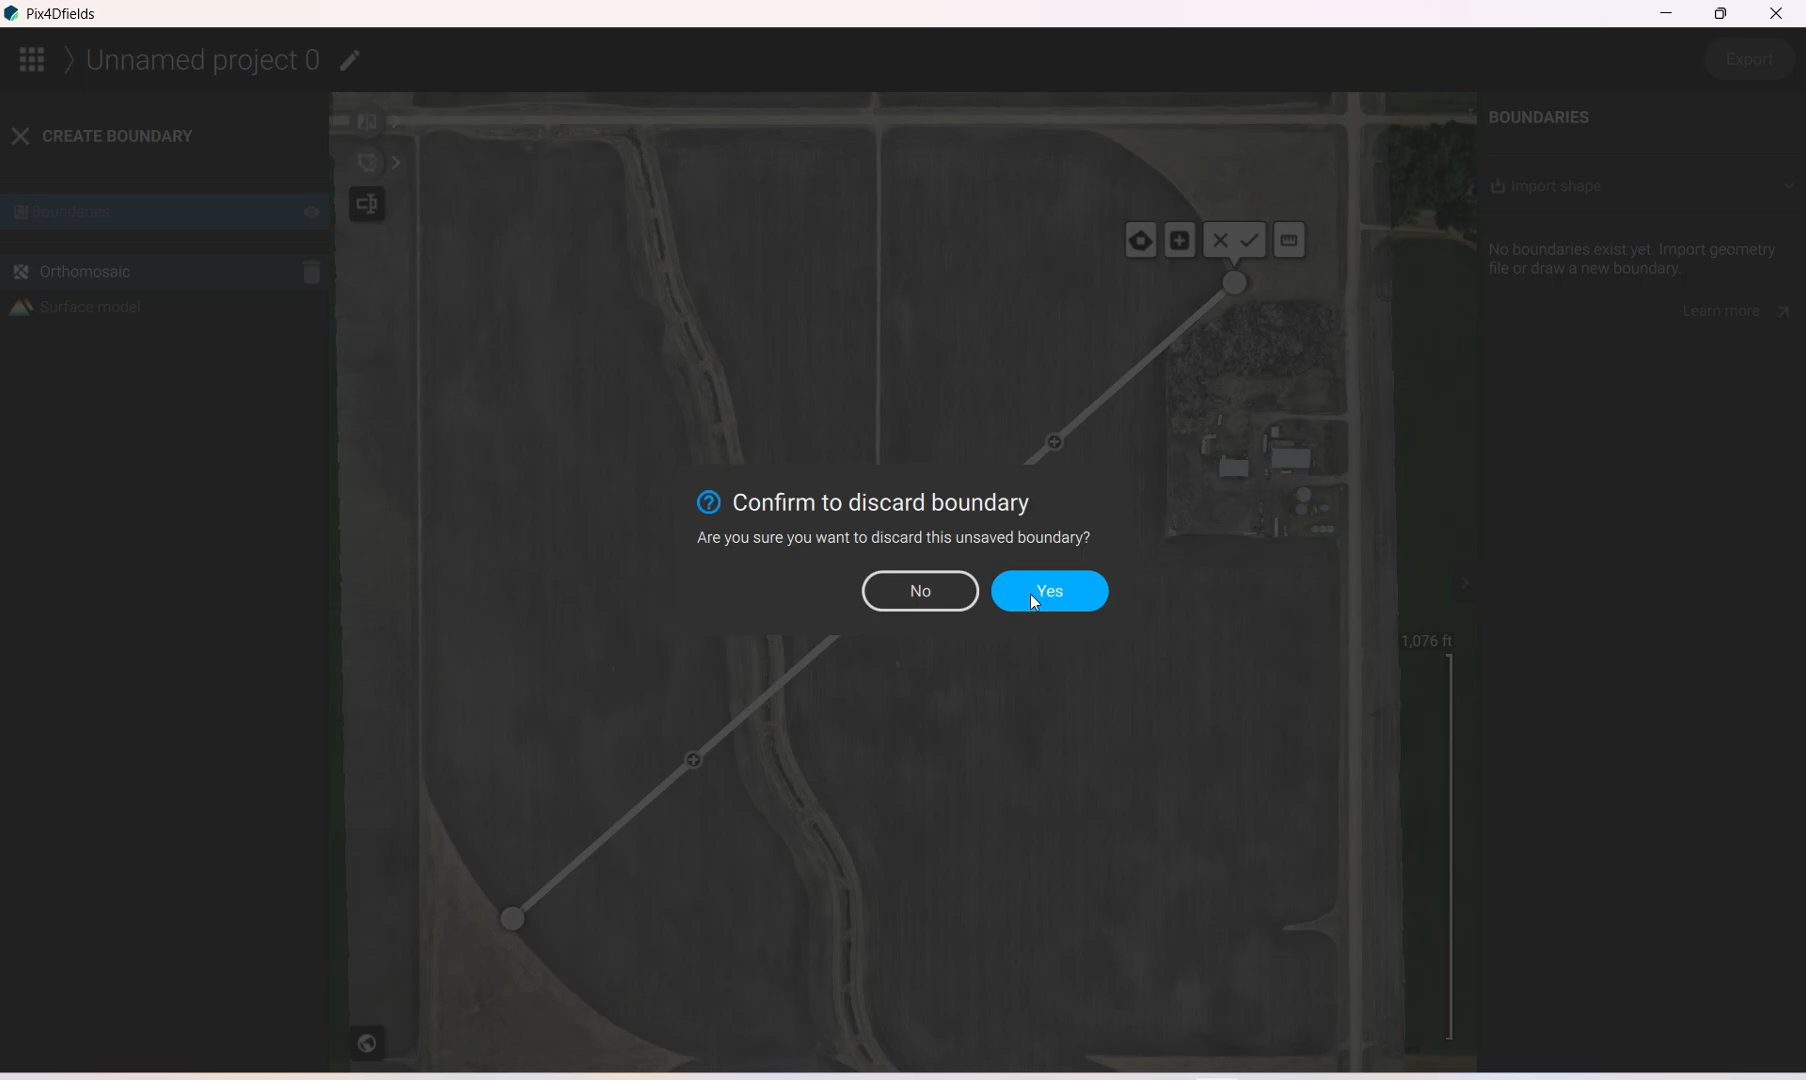 Pix4Dfields
Unnamed project 0
Export
CREATE BOUNDARY
Boundaries
Orthomosaic
Surface model
BOUNDARIES
Import shape
No boundaries exist yet. Import geometry
file or draw a new boundary.
Learn more
Confirm to discard boundary
Are you sure you want to discard this unsaved boundary?
No
Yes
1,076 ft